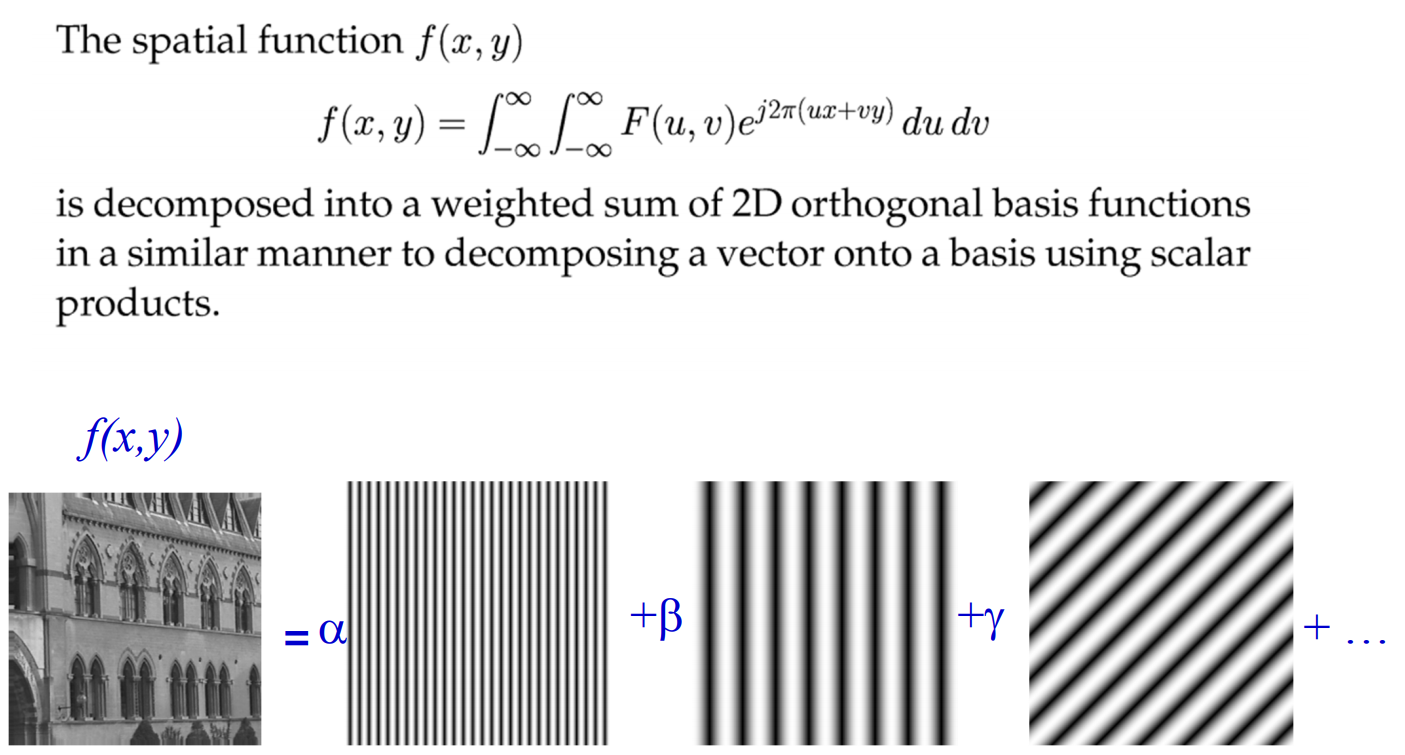 The spatial function f(x, y)
f(x, y) = ∫_{-∞}^{∞} ∫_{-∞}^{∞} F(u, v)e^{j2π(ux+vy)} du dv
is decomposed into a weighted sum of 2D orthogonal basis functions
in a similar manner to decomposing a vector onto a basis using scalar
products.
f(x,y)
= α +β +γ + ...